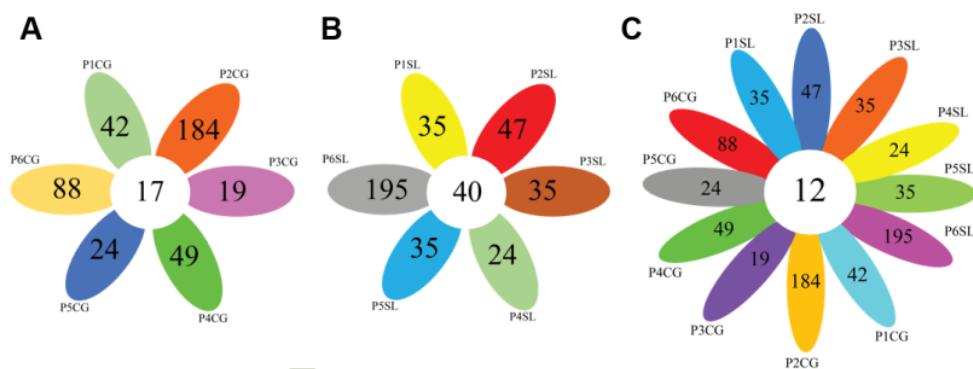 A
P1CG
42
P2CG
184
P6CG
88
17
P3CG
19
24
P5CG
49
P4CG
B
P1SL
35
P2SL
47
P6SL
195
40
P3SL
35
35
P5SL
24
P4SL
C
P2SL
47
P1SL
35
P3SL
35
P6CG
88
P4SL
24
P5CG
24
12
P5SL
35
P4CG
49
P6SL
195
P3CG
19
P2CG
184
P1CG
42